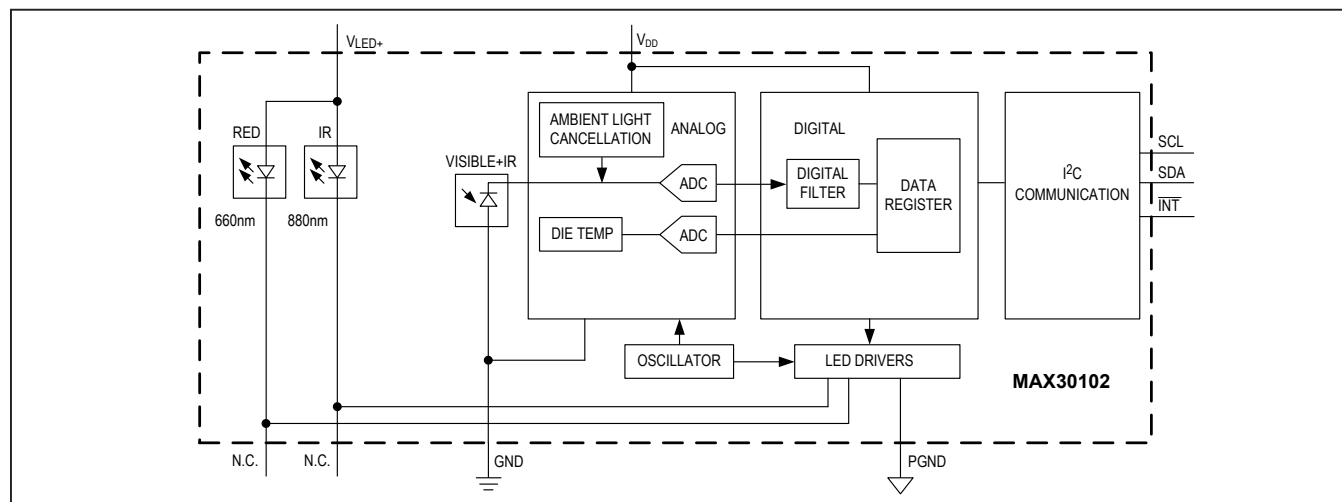 VLED+
VDD
RED
IR
660nm
880nm
VISIBLE+IR
AMBIENT LIGHT
CANCELLATION
ANALOG
ADC
DIE TEMP
ADC
DIGITAL
DIGITAL
FILTER
DATA
REGISTER
I²C
COMMUNICATION
SCL
SDA
INT
OSCILLATOR
LED DRIVERS
MAX30102
N.C.
N.C.
GND
PGND